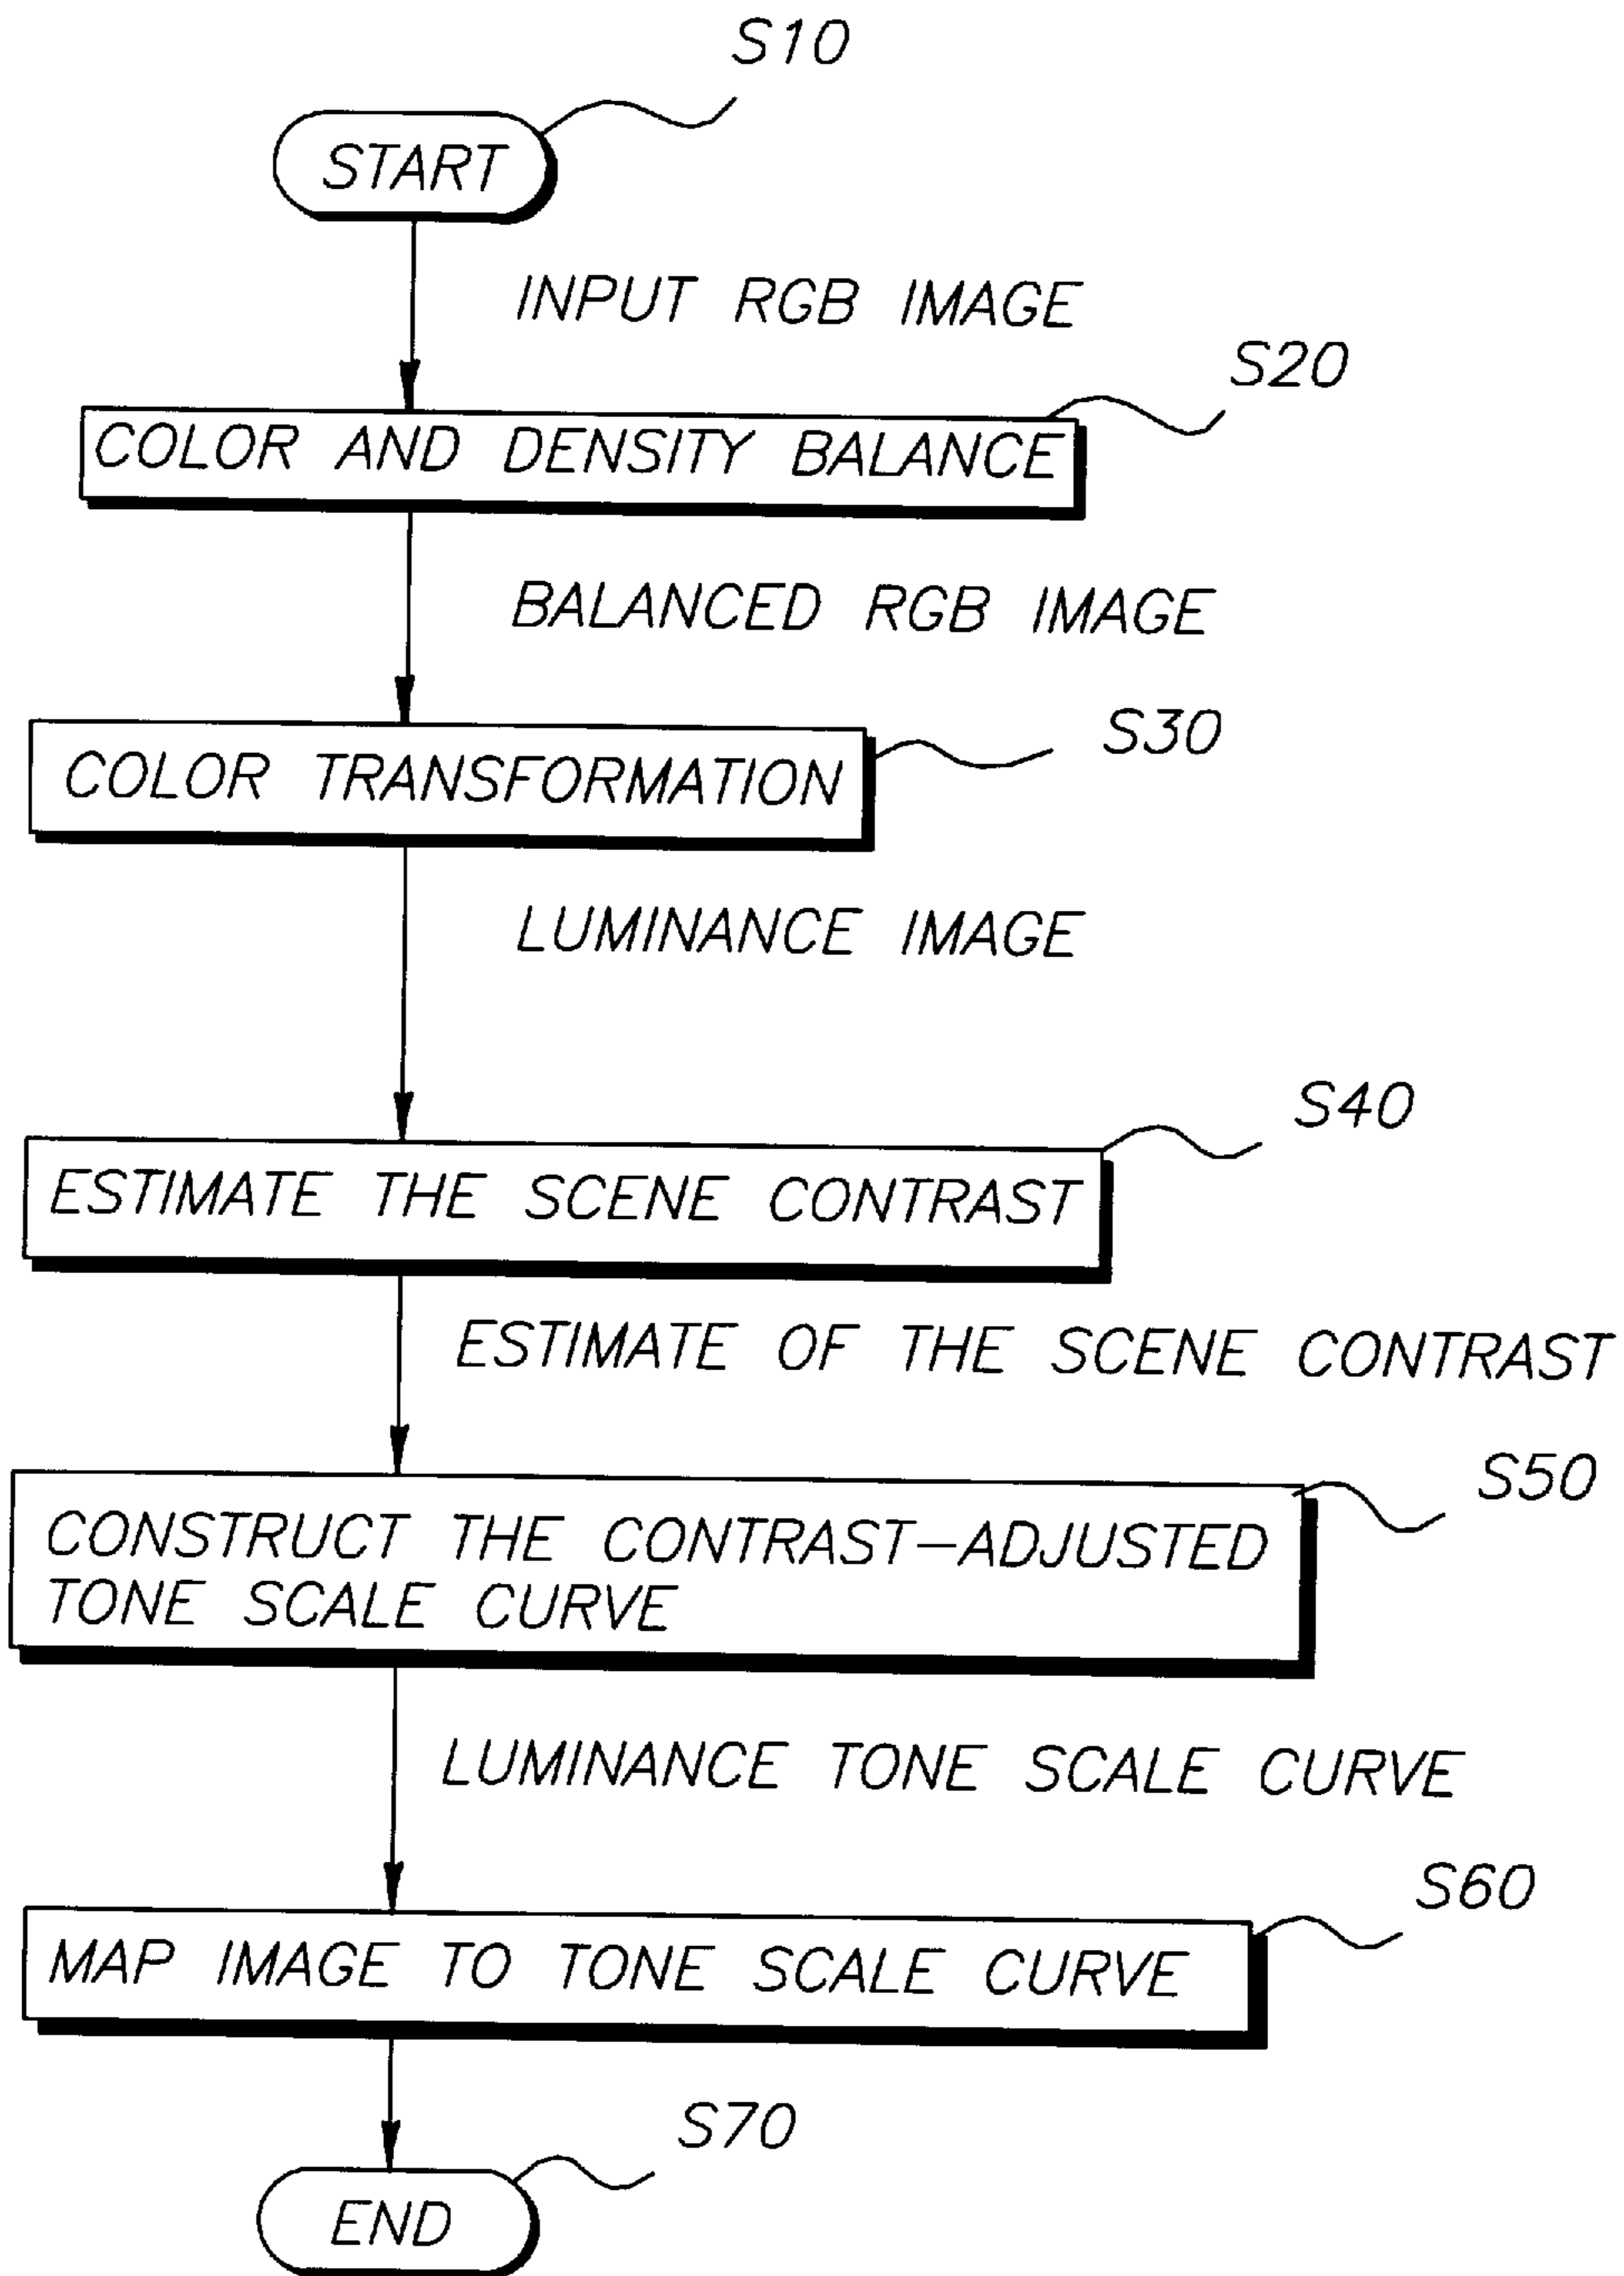 S10
START
INPUT RGB IMAGE
S20
COLOR AND DENSITY BALANCE
BALANCED RGB IMAGE
S30
COLOR TRANSFORMATION
LUMINANCE IMAGE
S40
ESTIMATE THE SCENE CONTRAST
ESTIMATE OF THE SCENE CONTRAST
S50
CONSTRUCT THE CONTRAST-ADJUSTED
TONE SCALE CURVE
LUMINANCE TONE SCALE CURVE
S60
MAP IMAGE TO TONE SCALE CURVE
S70
END